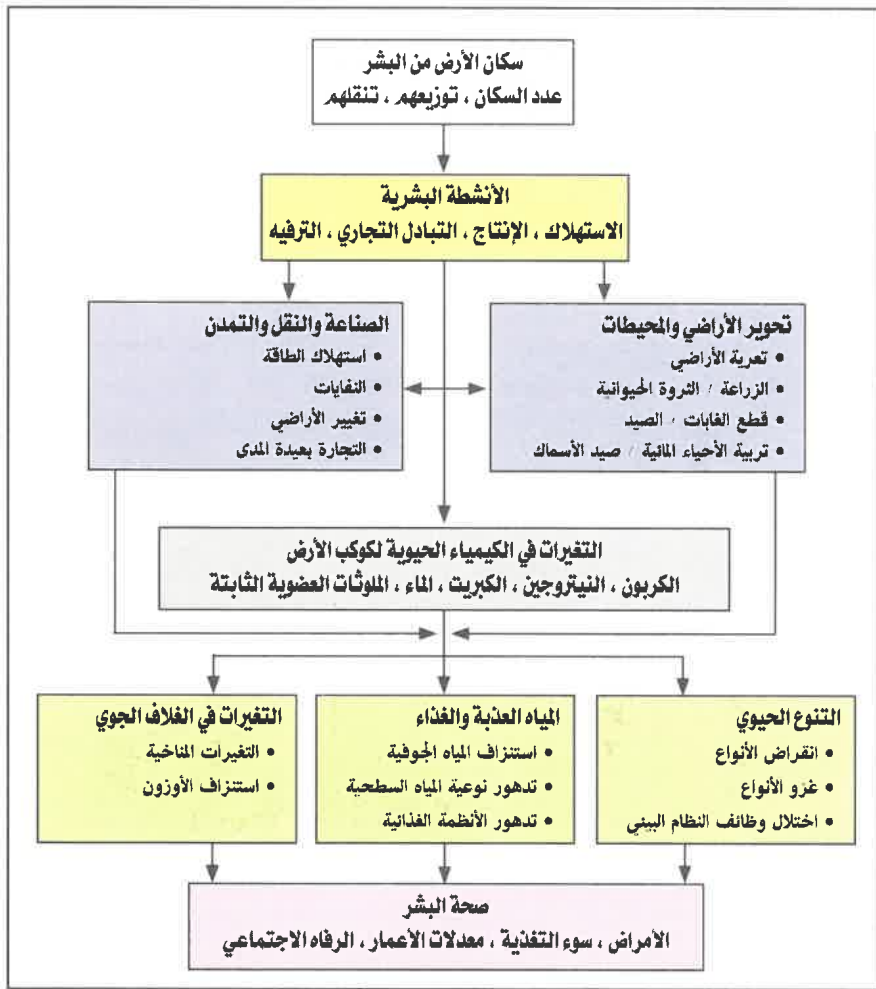 سكان الأرض من البشر
عدد السكان ، توزيعهم ، تنقلهم
الأنشطة البشرية
الاستهلاك ، الإنتاج ، التبادل التجاري ، الترفيه
تحوير الأراضي والمحيطات
• تعرية الأراضي
• الزراعة / الثروة الحيوانية
• قطع الغابات / الصيد
• تربية الأحياء المائية / صيد الأسماك
الصناعة والنقل والتمدن
• استهلاك الطاقة
• النفايات
• تغيير الأراضي
• التجارة بعيدة المدى
التغيرات في الكيمياء الحيوية لكوكب الأرض
الكربون ، النيتروجين ، الكبريت ، الماء ، الملوثات العضوية الثابتة
التنوع الحيوي
• انقراض الأنواع
• غزو الأنواع
• اختلال وظائف النظام البيئي
المياه العذبة والغذاء
• استنزاف المياه الجوفية
• تدهور نوعية المياه السطحية
• تدهور الأنظمة الغذائية
التغيرات في الغلاف الجوي
• التغيرات المناخية
• استنزاف الأوزون
صحة البشر
الأمراض ، سوء التغذية ، معدلات الأعمار ، الرفاه الاجتماعي